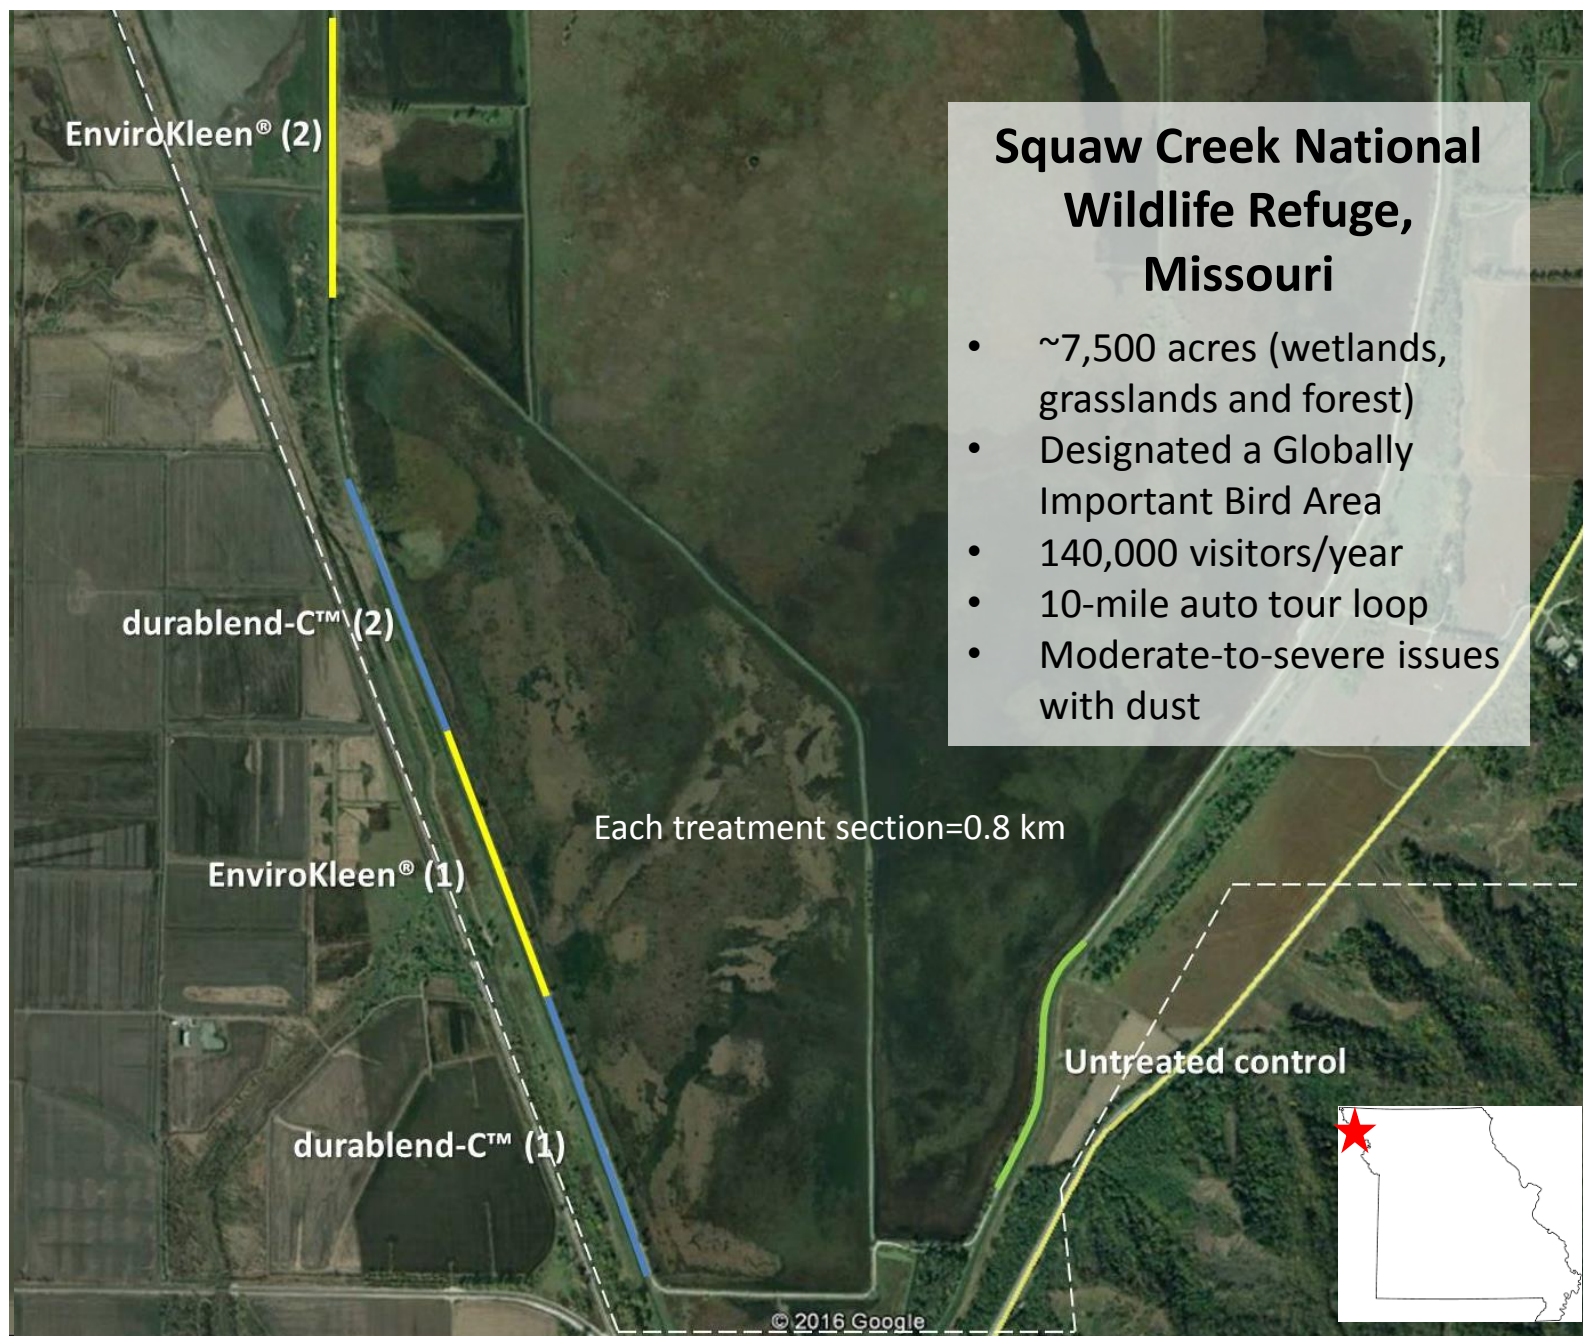 EnviroKleen® (2)
Squaw Creek National
Wildlife Refuge,
Missouri
• ~7,500 acres (wetlands,
grasslands and forest)
• Designated a Globally
Important Bird Area
• 140,000 visitors/year
• 10-mile auto tour loop
• Moderate-to-severe issues
with dust
durablend-C™ (2)
Each treatment section=0.8 km
EnviroKleen® (1)
Untreated control
durablend-C™ (1)
© 2016 Google